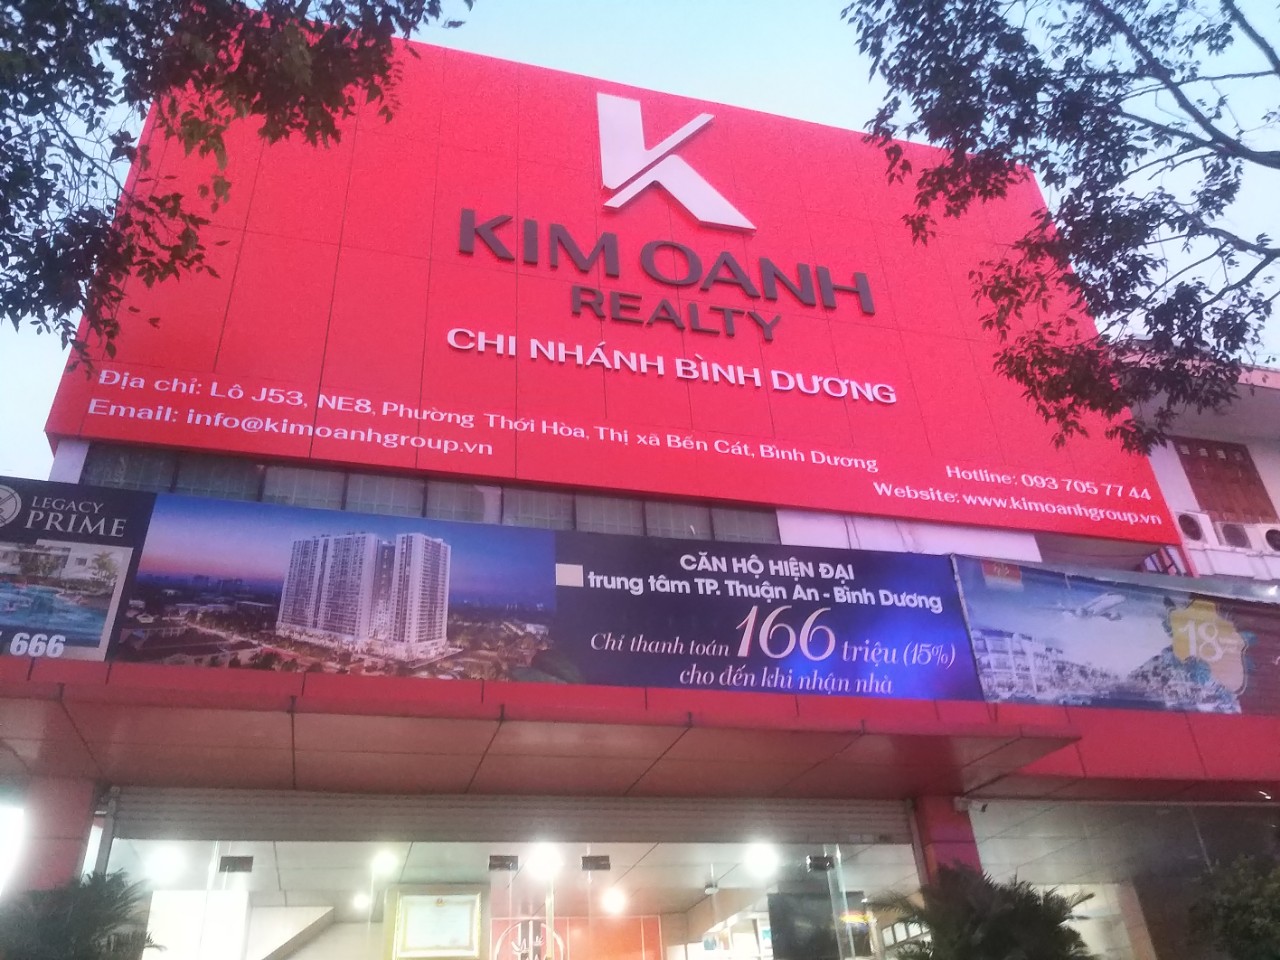 K
KIM OANH
REALTY
CHI NHÁNH BÌNH DƯƠNG
Địa chỉ: Lô J53, NE8, Phường Thới Hòa, Thị xã Bến Cát, Bình Dương
Email: info@kimoanhgroup.vn
Hotline: 093 705 77 44
Website: www.kimoanhgroup.vn
LEGACY
PRIME
666
CĂN HỘ HIỆN ĐẠI
trung tâm TP. Thuận An - Bình Dương
Chỉ thanh toán 166 triệu (15%)
cho đến khi nhận nhà
18